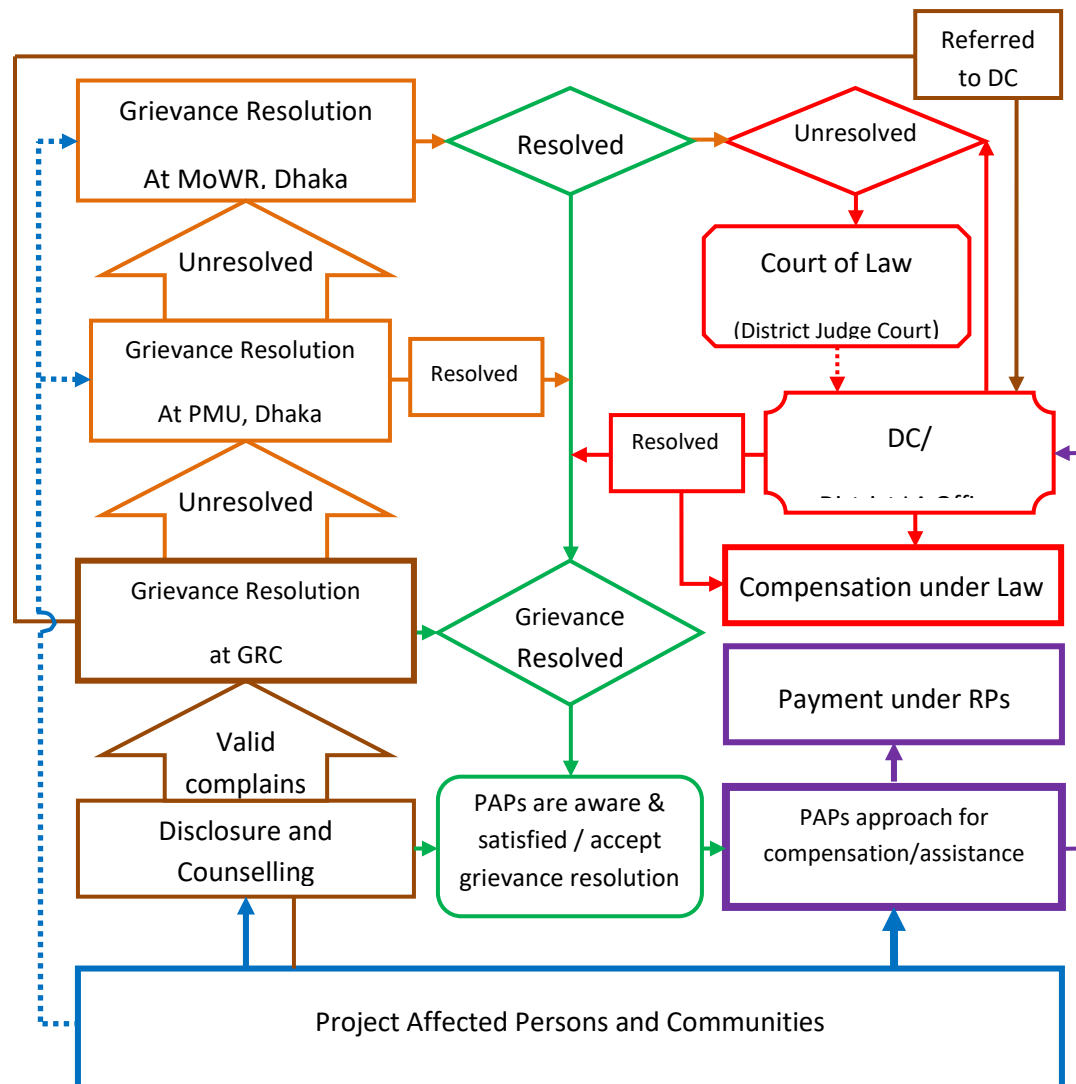 Referred
to DC
Grievance Resolution
At MoWR, Dhaka
Resolved
Unresolved
Unresolved
Court of Law
(District Judge Court)
Grievance Resolution
At PMU, Dhaka
Resolved
Resolved
DC/
Unresolved
Grievance Resolution
at GRC
Grievance
Resolved
Compensation under Law
Payment under RPs
Valid
complains
Disclosure and
Counselling
PAPs are aware &
satisfied / accept
grievance resolution
PAPs approach for
compensation/assistance
Project Affected Persons and Communities